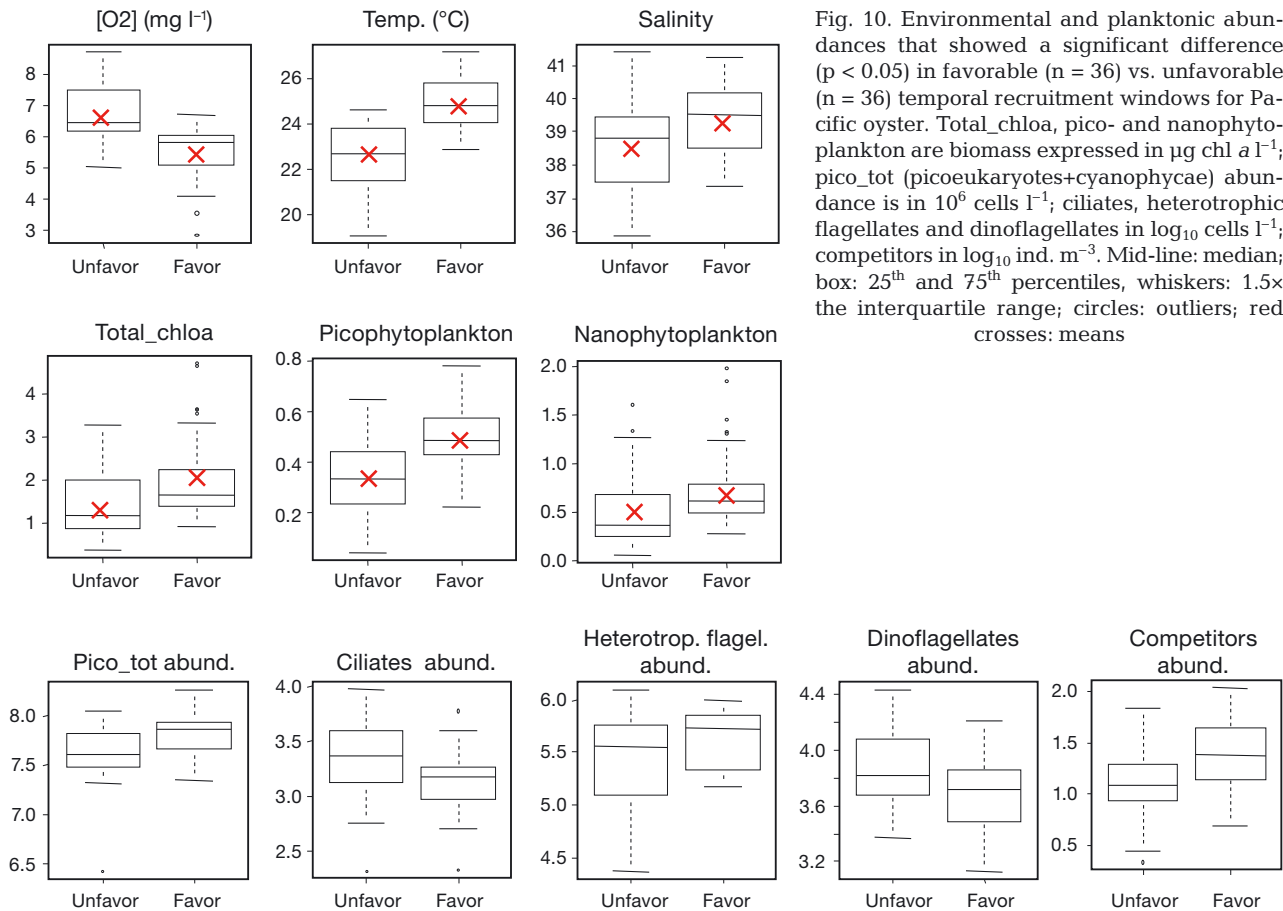 [O2] (mg l⁻¹)
Temp. (°C)
Salinity
8
7
6
5
4
3
Unfavor Favor
26
24
22
20
Unfavor Favor
41
40
39
38
37
36
Unfavor Favor
Fig. 10. Environmental and planktonic abun-
dances that showed a significant difference
(p < 0.05) in favorable (n = 36) vs. unfavorable
(n = 36) temporal recruitment windows for Pa-
cific oyster. Total_chloa, pico- and nanophyto-
plankton are biomass expressed in µg chl a l⁻¹;
pico_tot (picoeukaryotes+cyanophycae) abun-
dance is in 10⁶ cells l⁻¹; ciliates, heterotrophic
flagellates and dinoflagellates in log₁₀ cells l⁻¹;
competitors in log₁₀ ind. m⁻³. Mid-line: median;
box: 25th and 75th percentiles, whiskers: 1.5×
the interquartile range; circles: outliers; red
crosses: means
Total_chloa
Picophytoplankton
Nanophytoplankton
4
3
2
1
Unfavor Favor
0.8
0.6
0.4
0.2
Unfavor Favor
2.0
1.5
1.0
0.5
0.0
Unfavor Favor
Pico_tot abund.
Ciliates abund.
Heterotrop. flagel.
abund.
Dinoflagellates
abund.
Competitors
abund.
8.0
7.5
7.0
6.5
Unfavor Favor
4.0
3.5
3.0
2.5
Unfavor Favor
6.0
5.5
5.0
4.5
Unfavor Favor
4.4
4.0
3.6
3.2
Unfavor Favor
2.0
1.5
1.0
0.5
Unfavor Favor